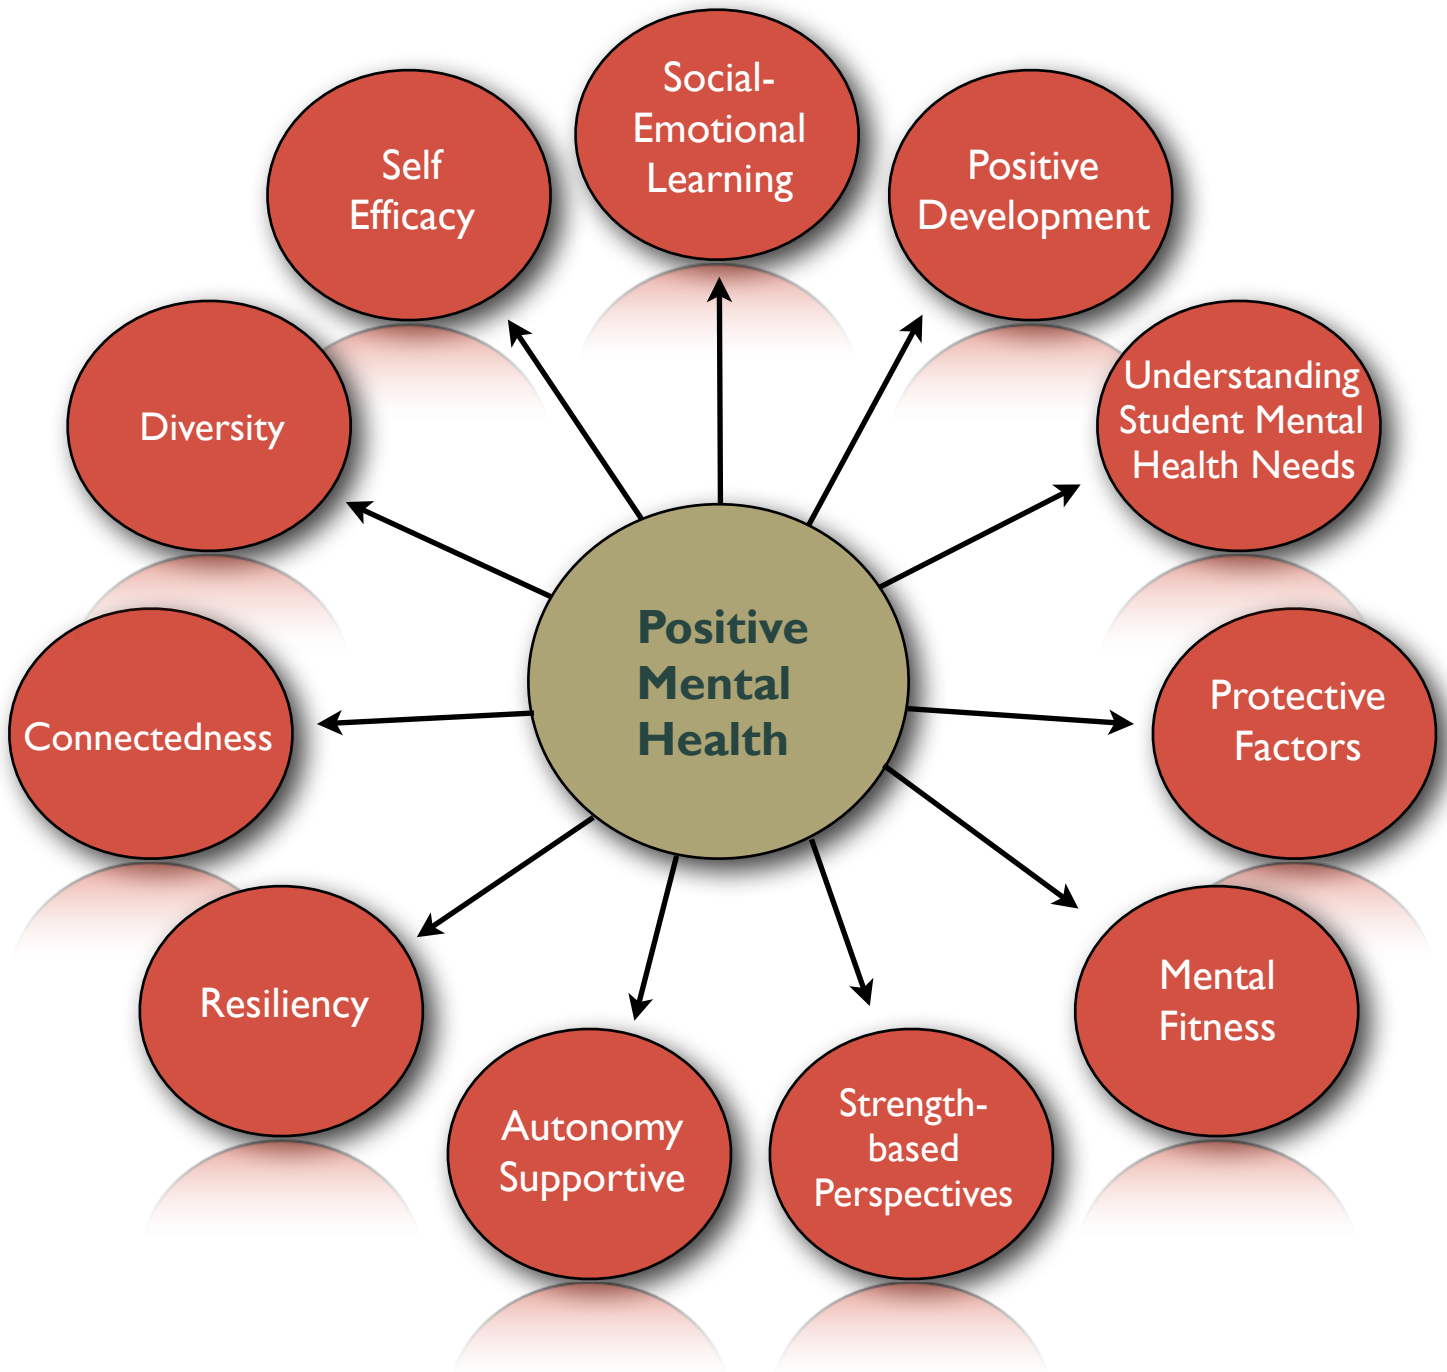 Social-
Emotional
Learning
Positive
Development
Understanding
Student Mental
Health Needs
Protective
Factors
Mental
Fitness
Strength-
based
Perspectives
Autonomy
Supportive
Resiliency
Connectedness
Diversity
Self
Efficacy
Positive
Mental
Health